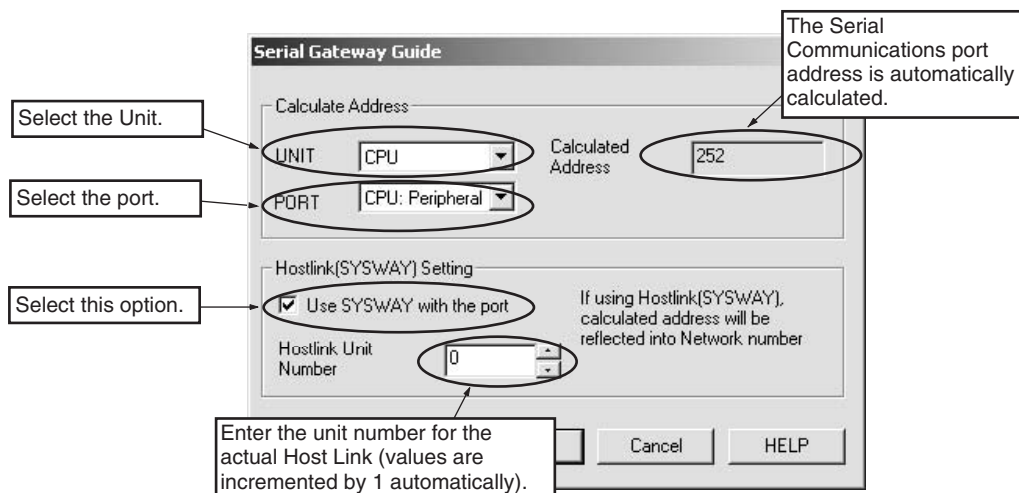 The Serial
Communications port
address is automatically
calculated.
Serial Gateway Guide
Calculate Address
Select the Unit.
UNIT
CPU
Calculated
Address
252
Select the port.
PORT
CPU: Peripheral
Hostlink(SYSWAY) Setting
Select this option.
Use SYSWAY with the port
If using Hostlink(SYSWAY),
calculated address will be
reflected into Network number
Hostlink Unit
Number
0
Enter the unit number for the
actual Host Link (values are
incremented by 1 automatically).
Cancel
HELP